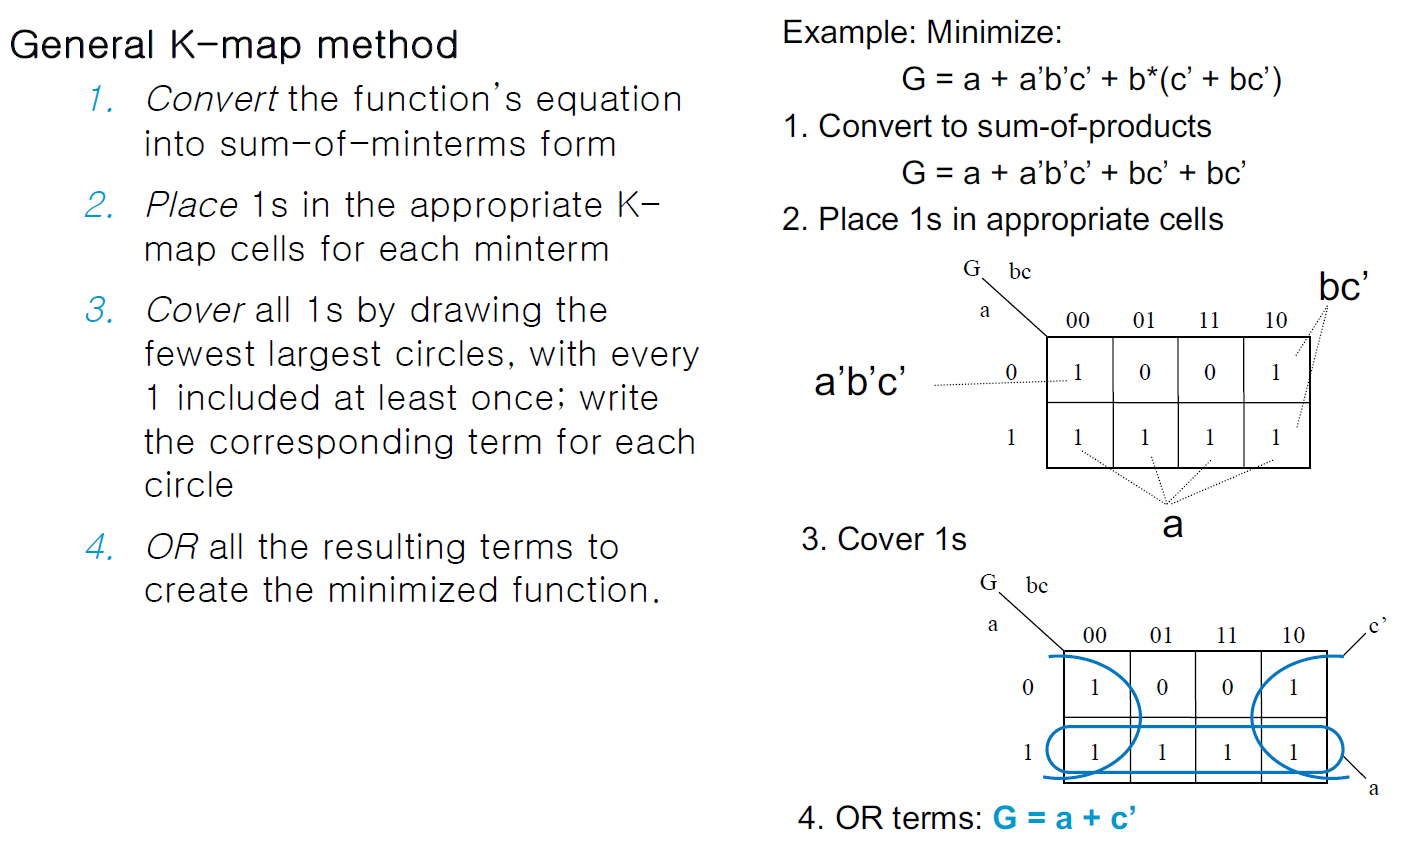 General K-map method
1. Convert the function's equation
into sum-of-minterms form
2. Place 1s in the appropriate K-
map cells for each minterm
3. Cover all 1s by drawing the
fewest largest circles, with every
1 included at least once; write
the corresponding term for each
circle
4. OR all the resulting terms to
create the minimized function.
Example: Minimize:
G = a + a’b’c’ + b*(c’ + bc’)
1. Convert to sum-of-products
G = a + a’b’c’ + bc’ + bc’
2. Place 1s in appropriate cells
G bc
a
00 01 11 10
bc’
a’b’c’
0 1 0 0 1
1 1 1 1 1
a
3. Cover 1s
G bc
a
00 01 11 10
c’
0 1 0 0 1
1 1 1 1 1
a
4. OR terms: G = a + c’